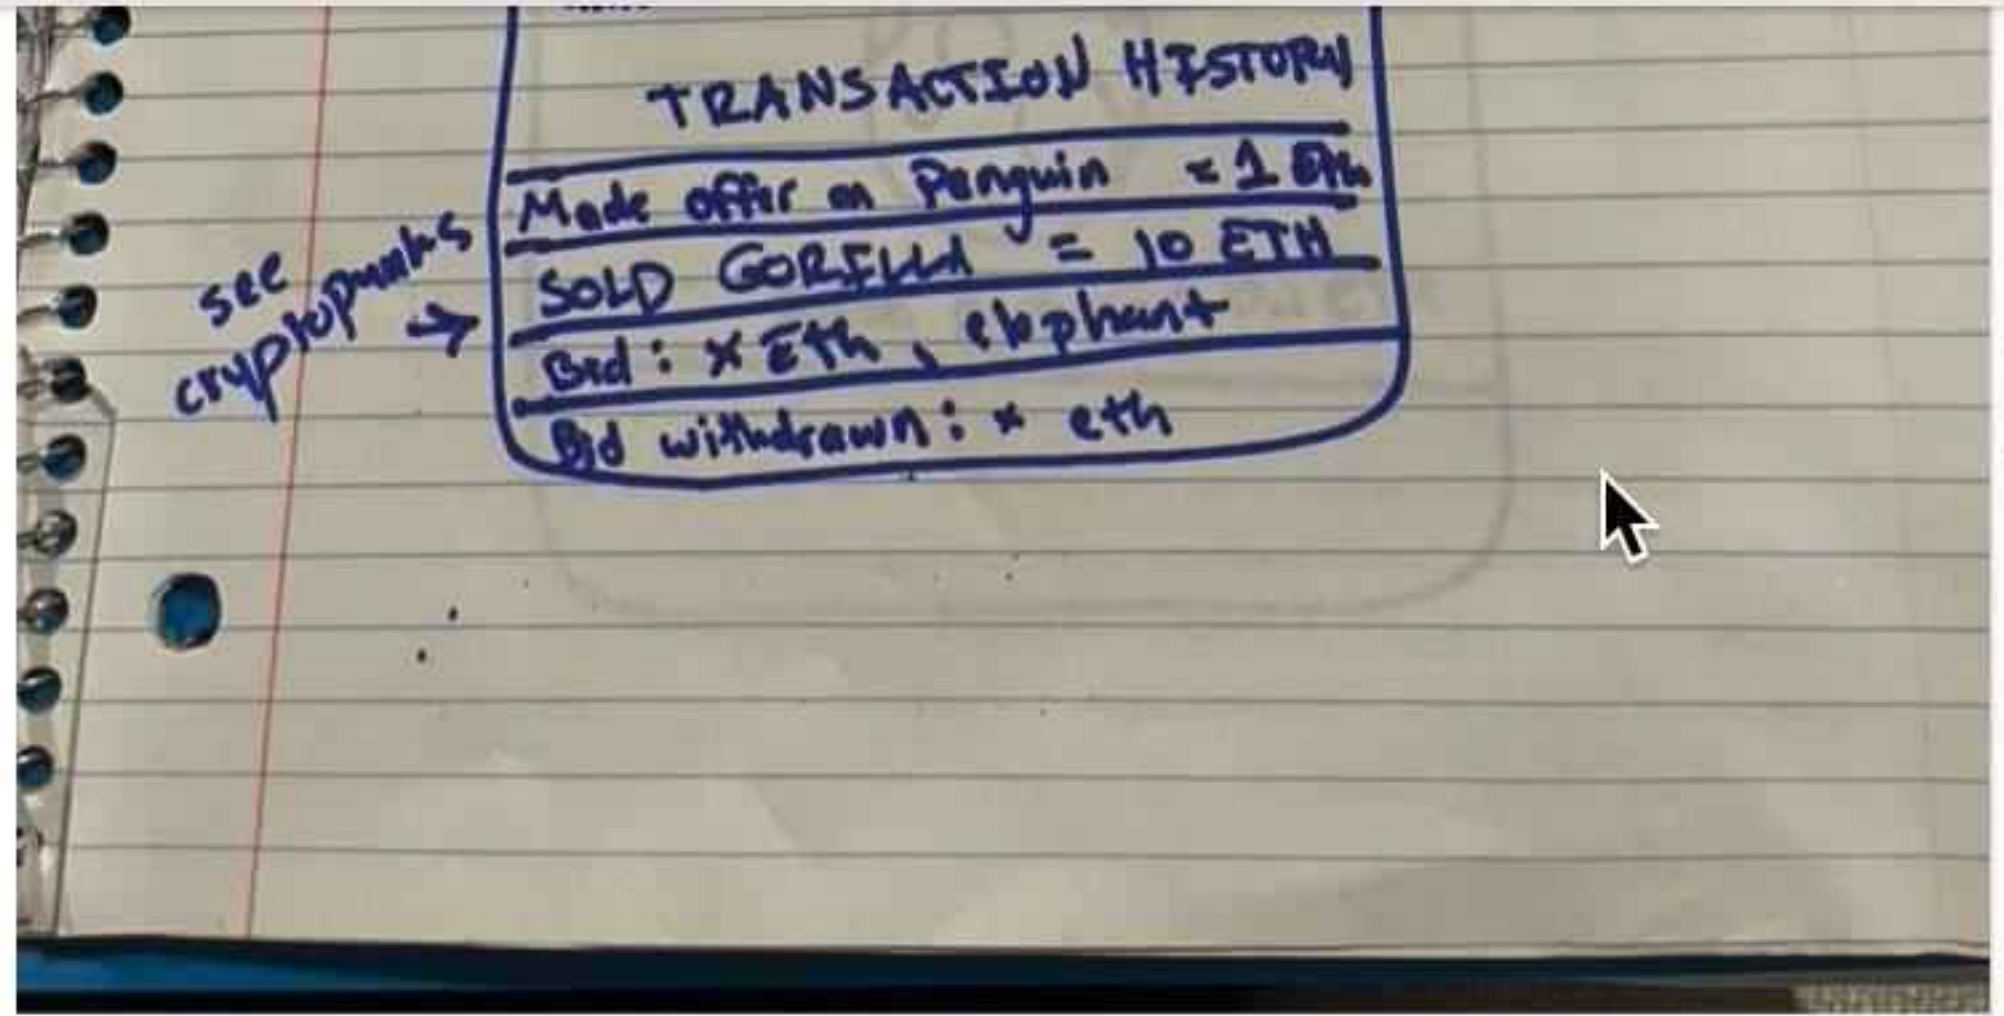 TRANSACTION HISTORY
Made offer on Penguin = 1 Eth
SOLD GORILLA = 10 ETH
see
cryptopunks →
Bid: x Eth, elephant
Bid withdrawn: x eth